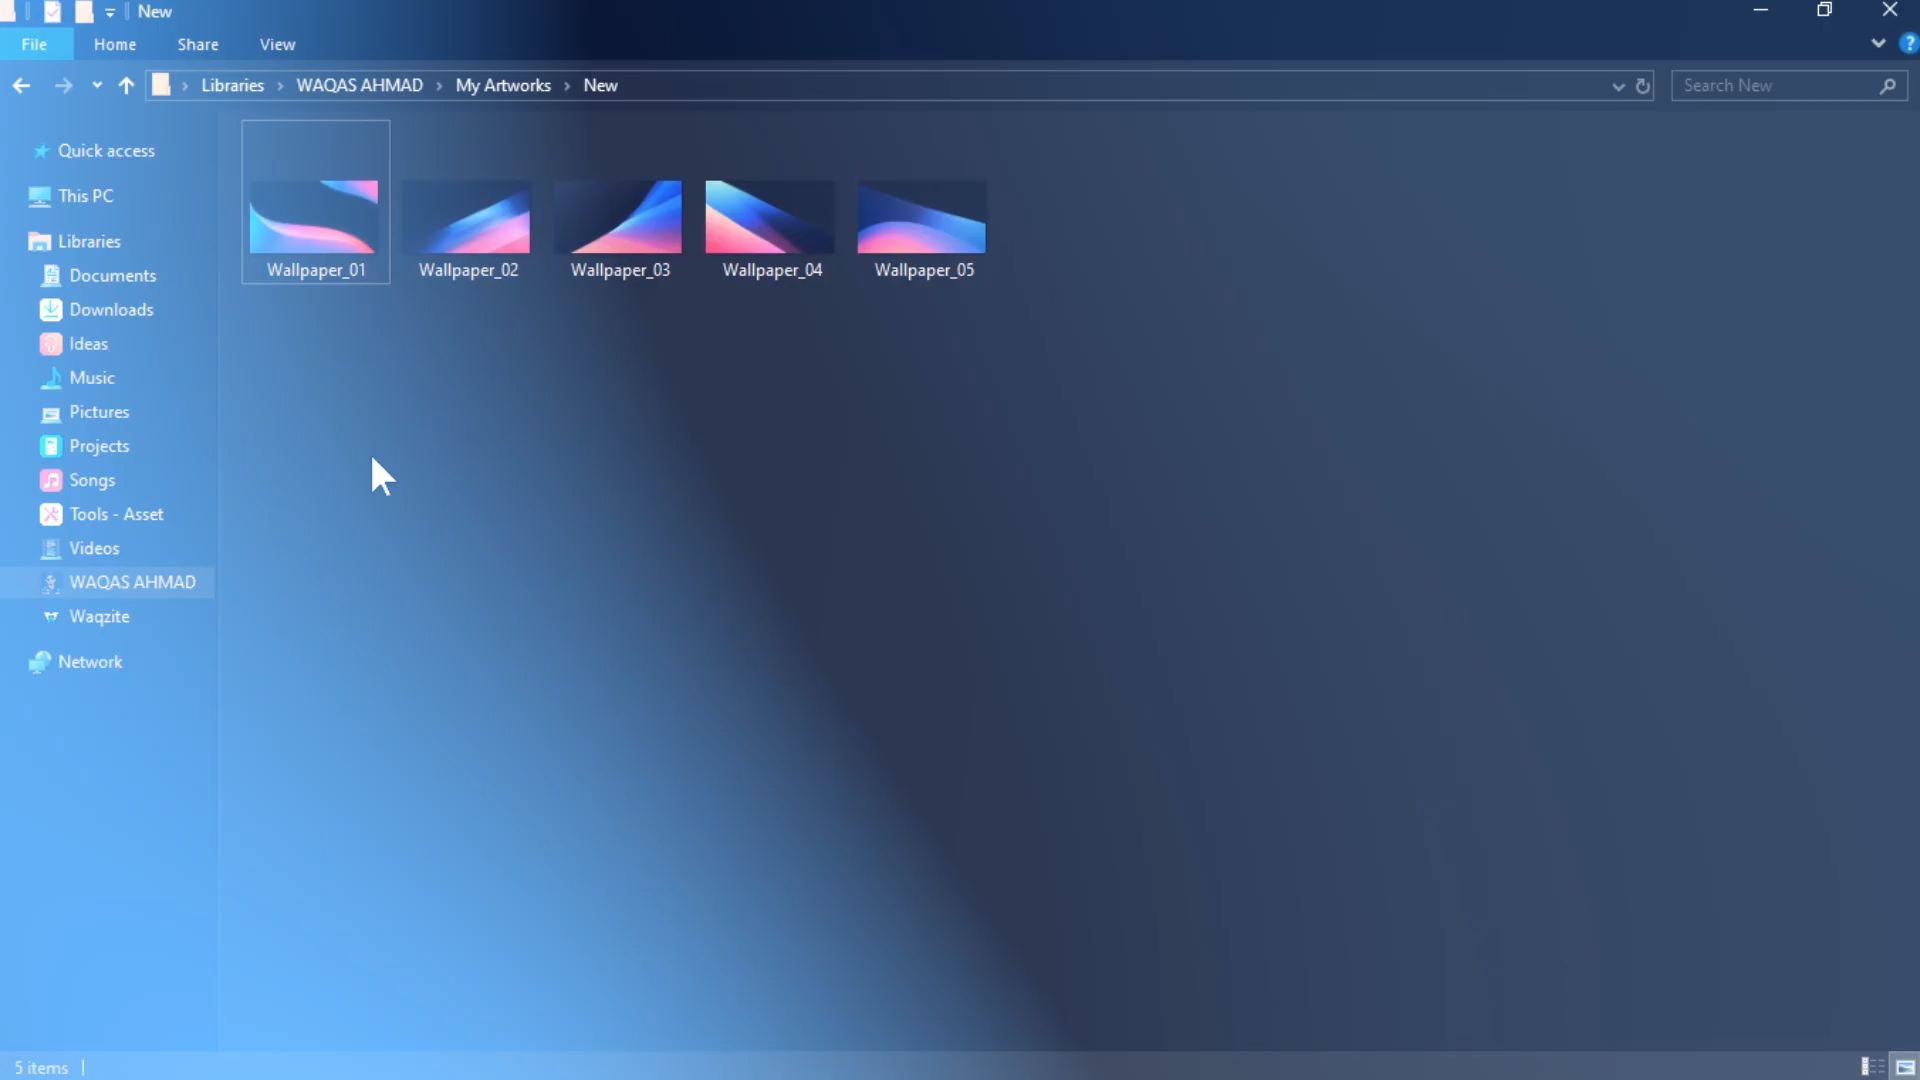 New
File Home Share View ?
Libraries WAQAS AHMAD My Artworks New
Search New
Quick access
This PC
Libraries
Documents
Downloads
Ideas
Music
Pictures
Projects
Songs
Tools - Asset
Videos
WAQAS AHMAD
Waqzite
Network
Wallpaper_01 Wallpaper_02 Wallpaper_03 Wallpaper_04 Wallpaper_05
5 items